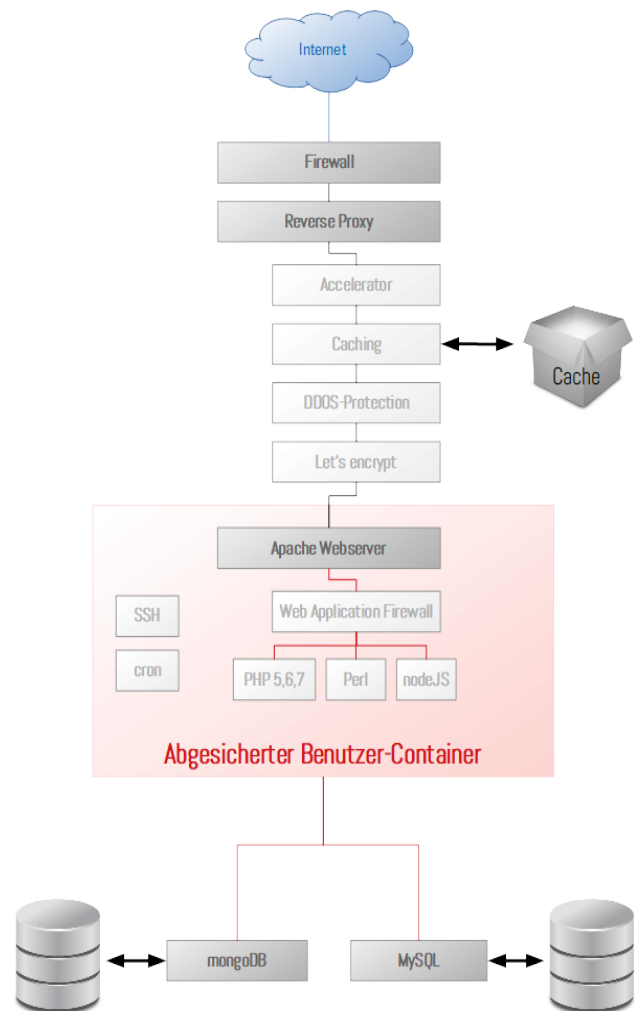 Internet
Firewall
Reverse Proxy
Accelerator
Caching
Cache
DDOS-Protection
Let's encrypt
Apache Webserver
SSH
Web Application Firewall
cron
PHP 5,6,7
Perl
nodeJS
Abgesicherter Benutzer-Container
mongoDB
MySQL